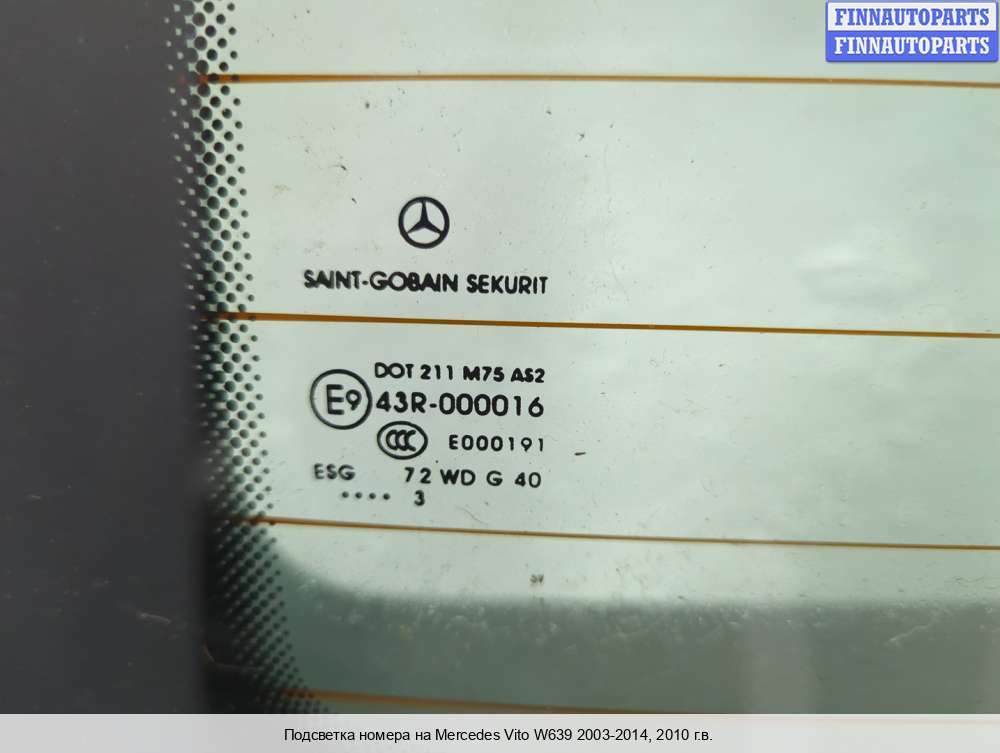 FINNAUTOPARTS
FINNAUTOPARTS
SAINT-GOBAIN SEKURIT
DOT 211 M75 AS2
E9 43R-000016
CCC E000191
ESG 72 WD G 40
.... 3
Подсветка номера на Mercedes Vito W639 2003-2014, 2010 г.в.